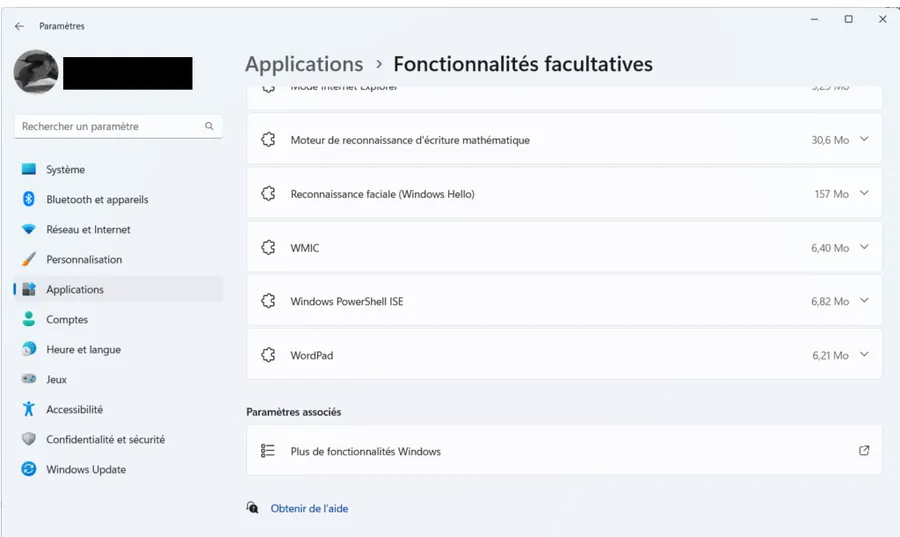 Paramètres
Applications > Fonctionnalités facultatives
Rechercher un paramètre
Système
Bluetooth et appareils
Réseau et Internet
Personnalisation
Applications
Comptes
Heure et langue
Jeux
Accessibilité
Confidentialité et sécurité
Windows Update
Mode Internet Explorer
Moteur de reconnaissance d'écriture mathématique 30,6 Mo
Reconnaissance faciale (Windows Hello) 157 Mo
WMIC 6,40 Mo
Windows PowerShell ISE 6,82 Mo
WordPad 6,21 Mo
Paramètres associés
Plus de fonctionnalités Windows
Obtenir de l'aide